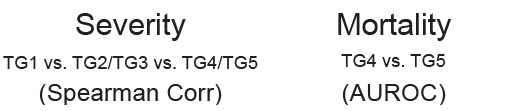 Severity
TG1 vs. TG2/TG3 vs. TG4/TG5
(Spearman Corr)
Mortality
TG4 vs. TG5
(AUROC)